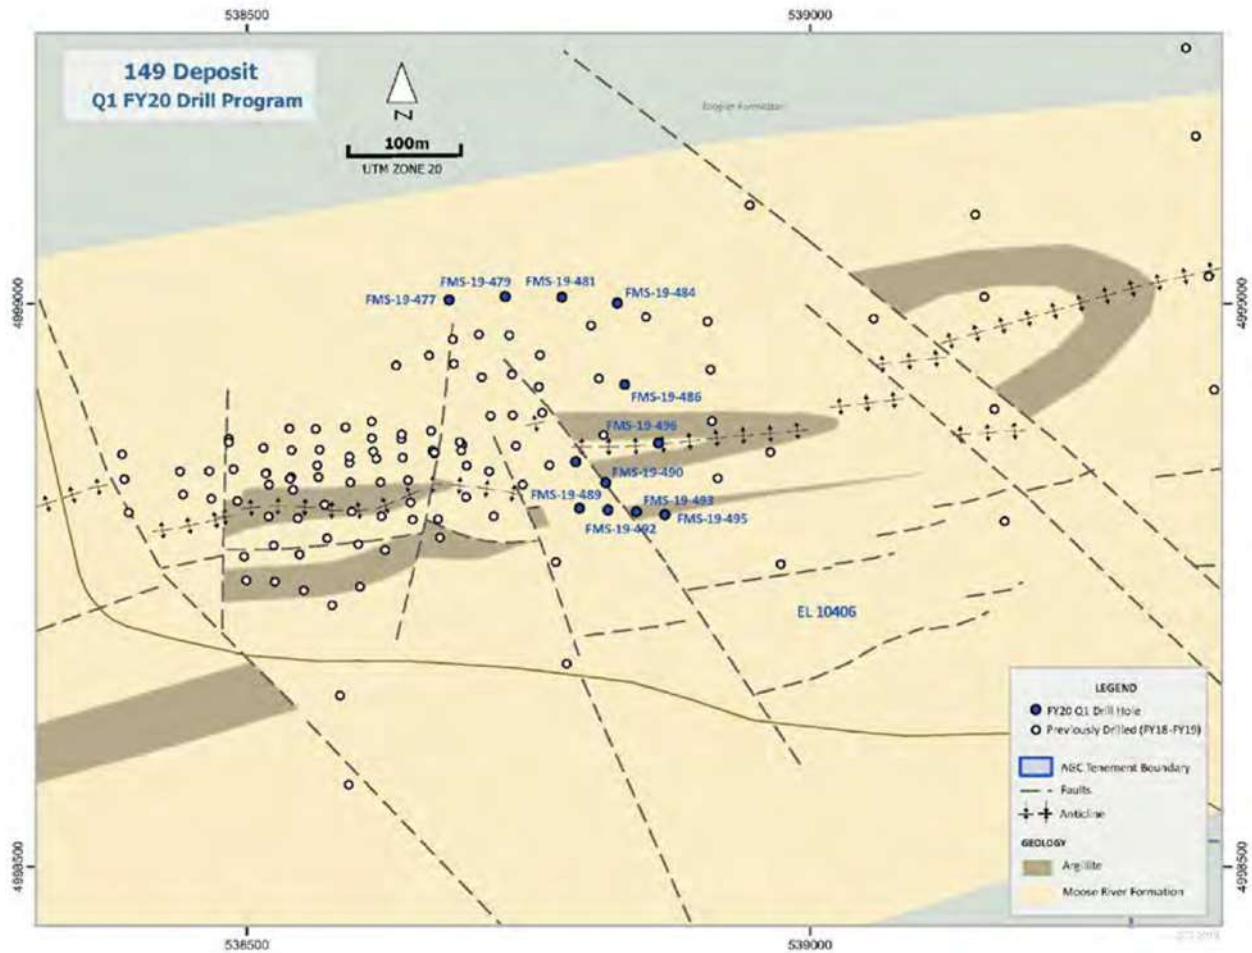 538500
539000
149 Deposit
Q1 FY20 Drill Program
N
100m
UTM ZONE 20
4999000
4999000
FMS-19-477
FMS-19-479
FMS-19-481
FMS-19-484
FMS-19-486
FMS-19-496
FMS-19-490
FMS-19-489
FMS-19-493
FMS-19-492
FMS-19-495
EL 10406
LEGEND
FY20 Q1 Drill Hole
Previously Drilled (FY18-FY19)
AGC Tenement Boundary
Faults
Anticline
GEOLOGY
Argillite
Moose River Formation
4998500
4998500
538500
539000